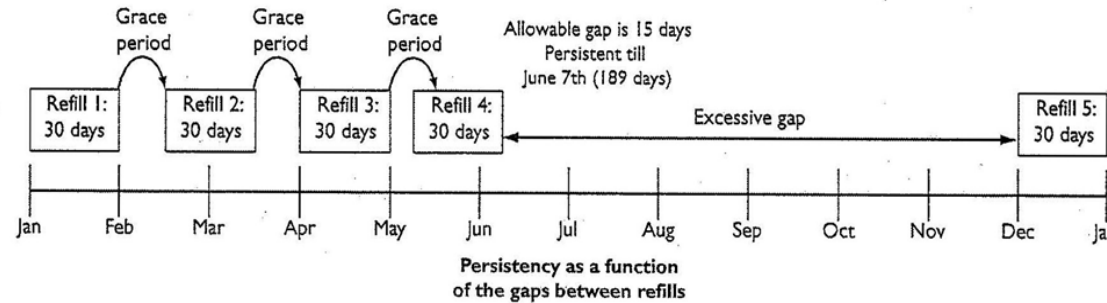 Grace
period
Grace
period
Grace
period
Allowable gap is 15 days
Persistent till
June 7th (189 days)
Refill 1:
30 days
Refill 2:
30 days
Refill 3:
30 days
Refill 4:
30 days
Excessive gap
Refill 5:
30 days
Jan Feb Mar Apr May Jun Jul Aug Sep Oct Nov Dec Ja
Persistency as a function
of the gaps between refills